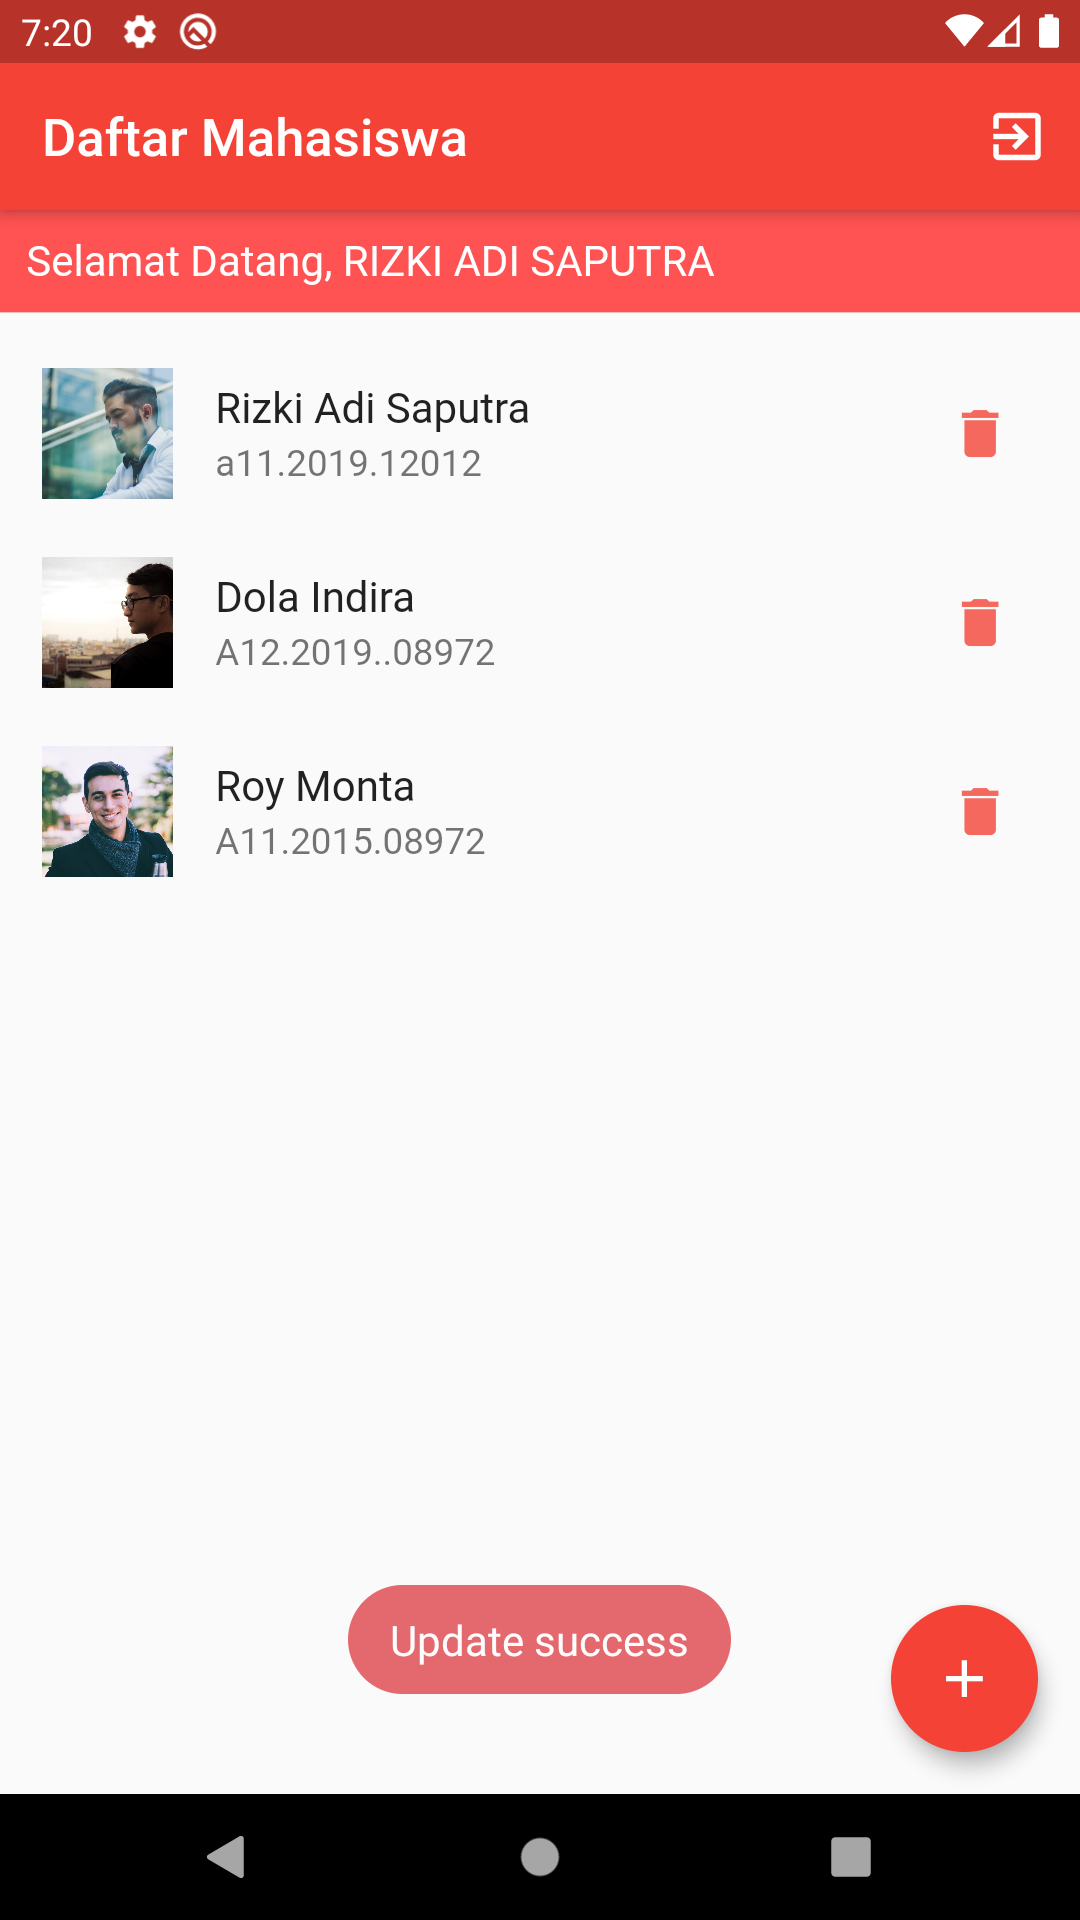 7:20
Daftar Mahasiswa
Selamat Datang, RIZKI ADI SAPUTRA
Rizki Adi Saputra
a11.2019.12012
Dola Indira
A12.2019..08972
Roy Monta
A11.2015.08972
Update success